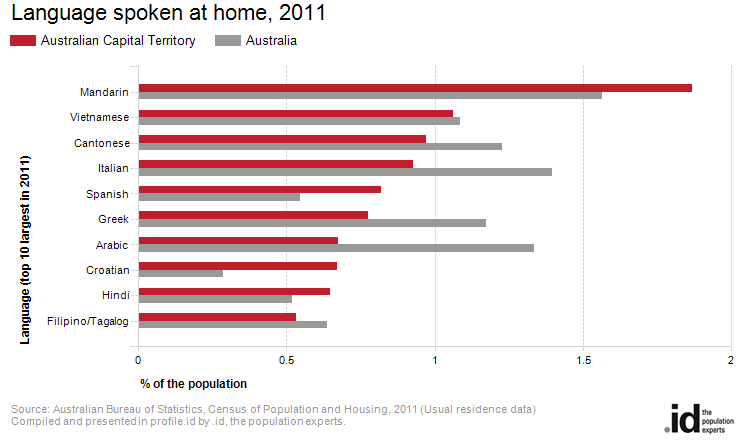 Language spoken at home, 2011
Australian Capital Territory
Australia
Language (top 10 largest in 2011)
Mandarin
Vietnamese
Cantonese
Italian
Spanish
Greek
Arabic
Croatian
Hindi
Filipino/Tagalog
0 0.5 1 1.5 2
% of the population
Source: Australian Bureau of Statistics, Census of Population and Housing, 2011 (Usual residence data)
Compiled and presented in profile.id by .id, the population experts.
.id the
population
experts